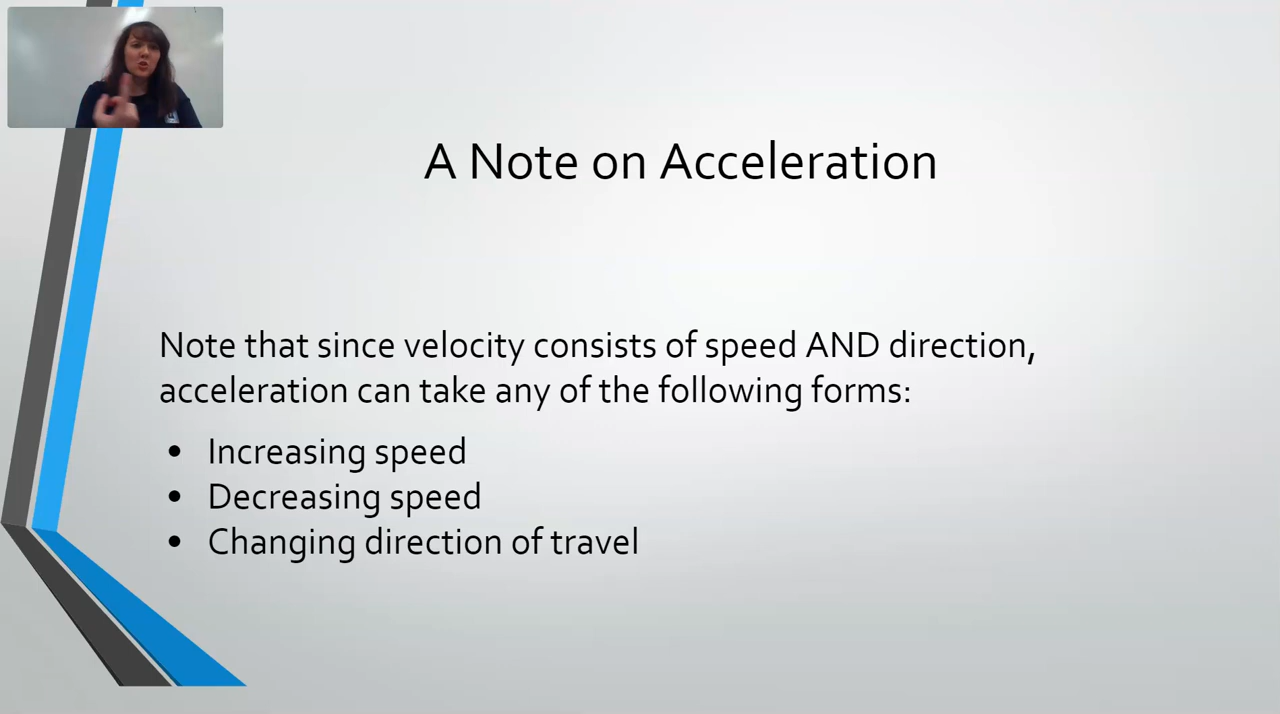 A Note on Acceleration
Note that since velocity consists of speed AND direction,
acceleration can take any of the following forms:
• Increasing speed
• Decreasing speed
• Changing direction of travel